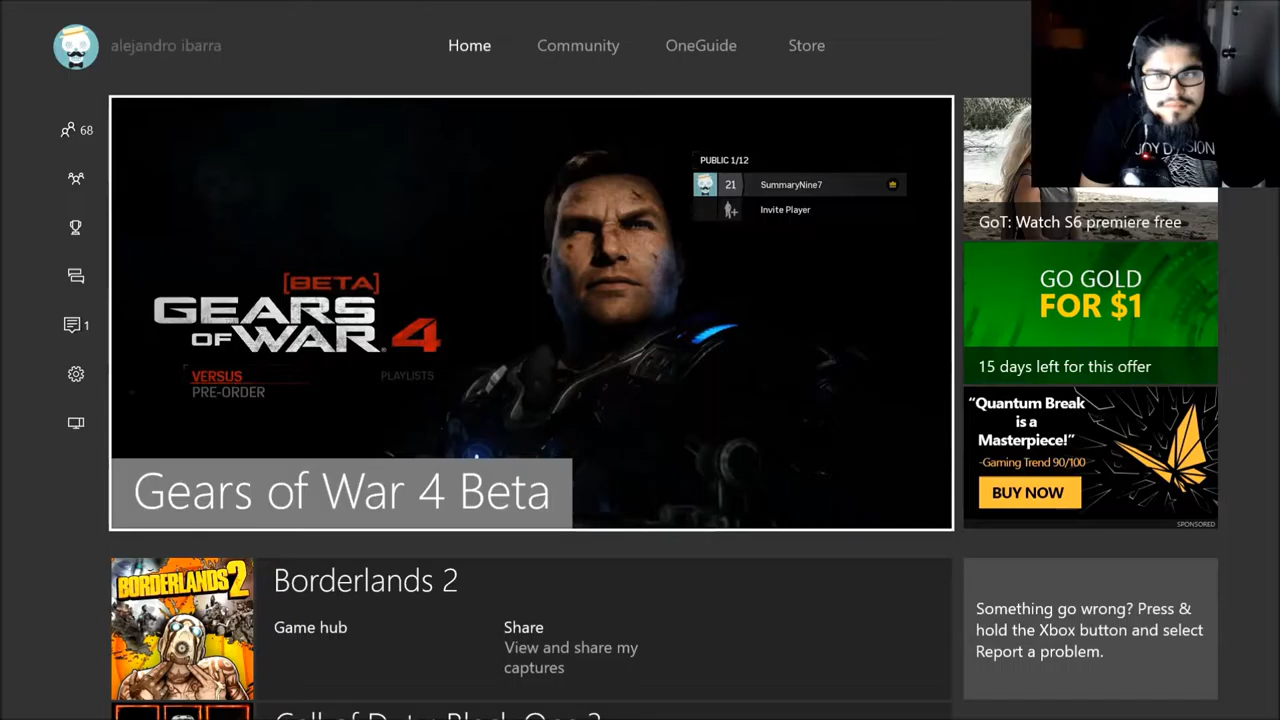 alejandro ibarra
Home
Community
OneGuide
Store
68
PUBLIC 1/12
21
SummaryNine7
Invite Player
JOY DIVISION
GoT: Watch S6 premiere free
[BETA]
GEARS
OF WAR 4
VERSUS
PLAYLISTS
PRE-ORDER
1
GO GOLD
FOR $1
15 days left for this offer
"Quantum Break
is a
Masterpiece!"
-Gaming Trend 90/100
BUY NOW
SPONSORED
Gears of War 4 Beta
BORDERLANDS 2
Borderlands 2
Game hub
Share
View and share my
captures
Something go wrong? Press &
hold the Xbox button and select
Report a problem.